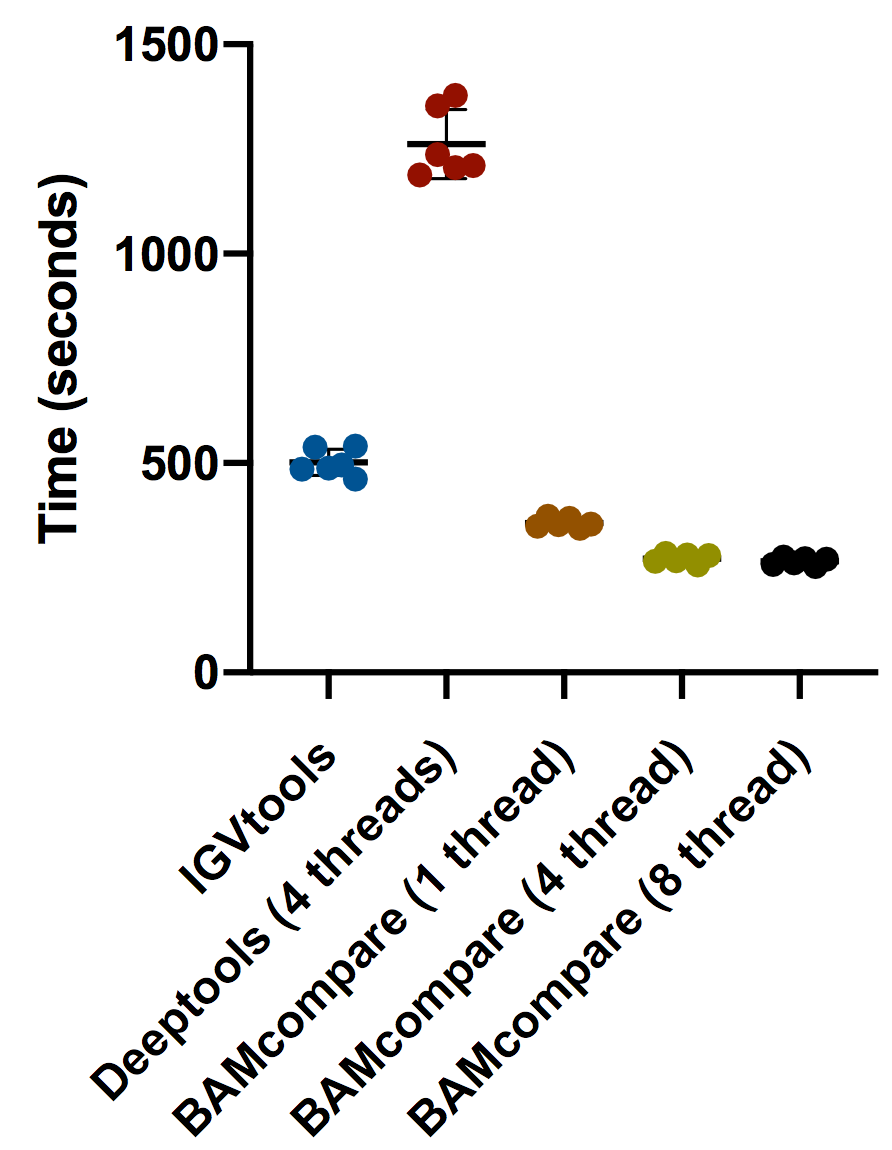 Time (seconds)
1500
1000
500
0
IGVtools
Deeptools (4 threads)
BAMcompare (1 thread)
BAMcompare (4 thread)
BAMcompare (8 thread)